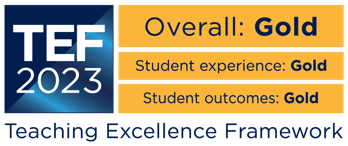 TEF
2023
Overall: Gold
Student experience: Gold
Student outcomes: Gold
Teaching Excellence Framework